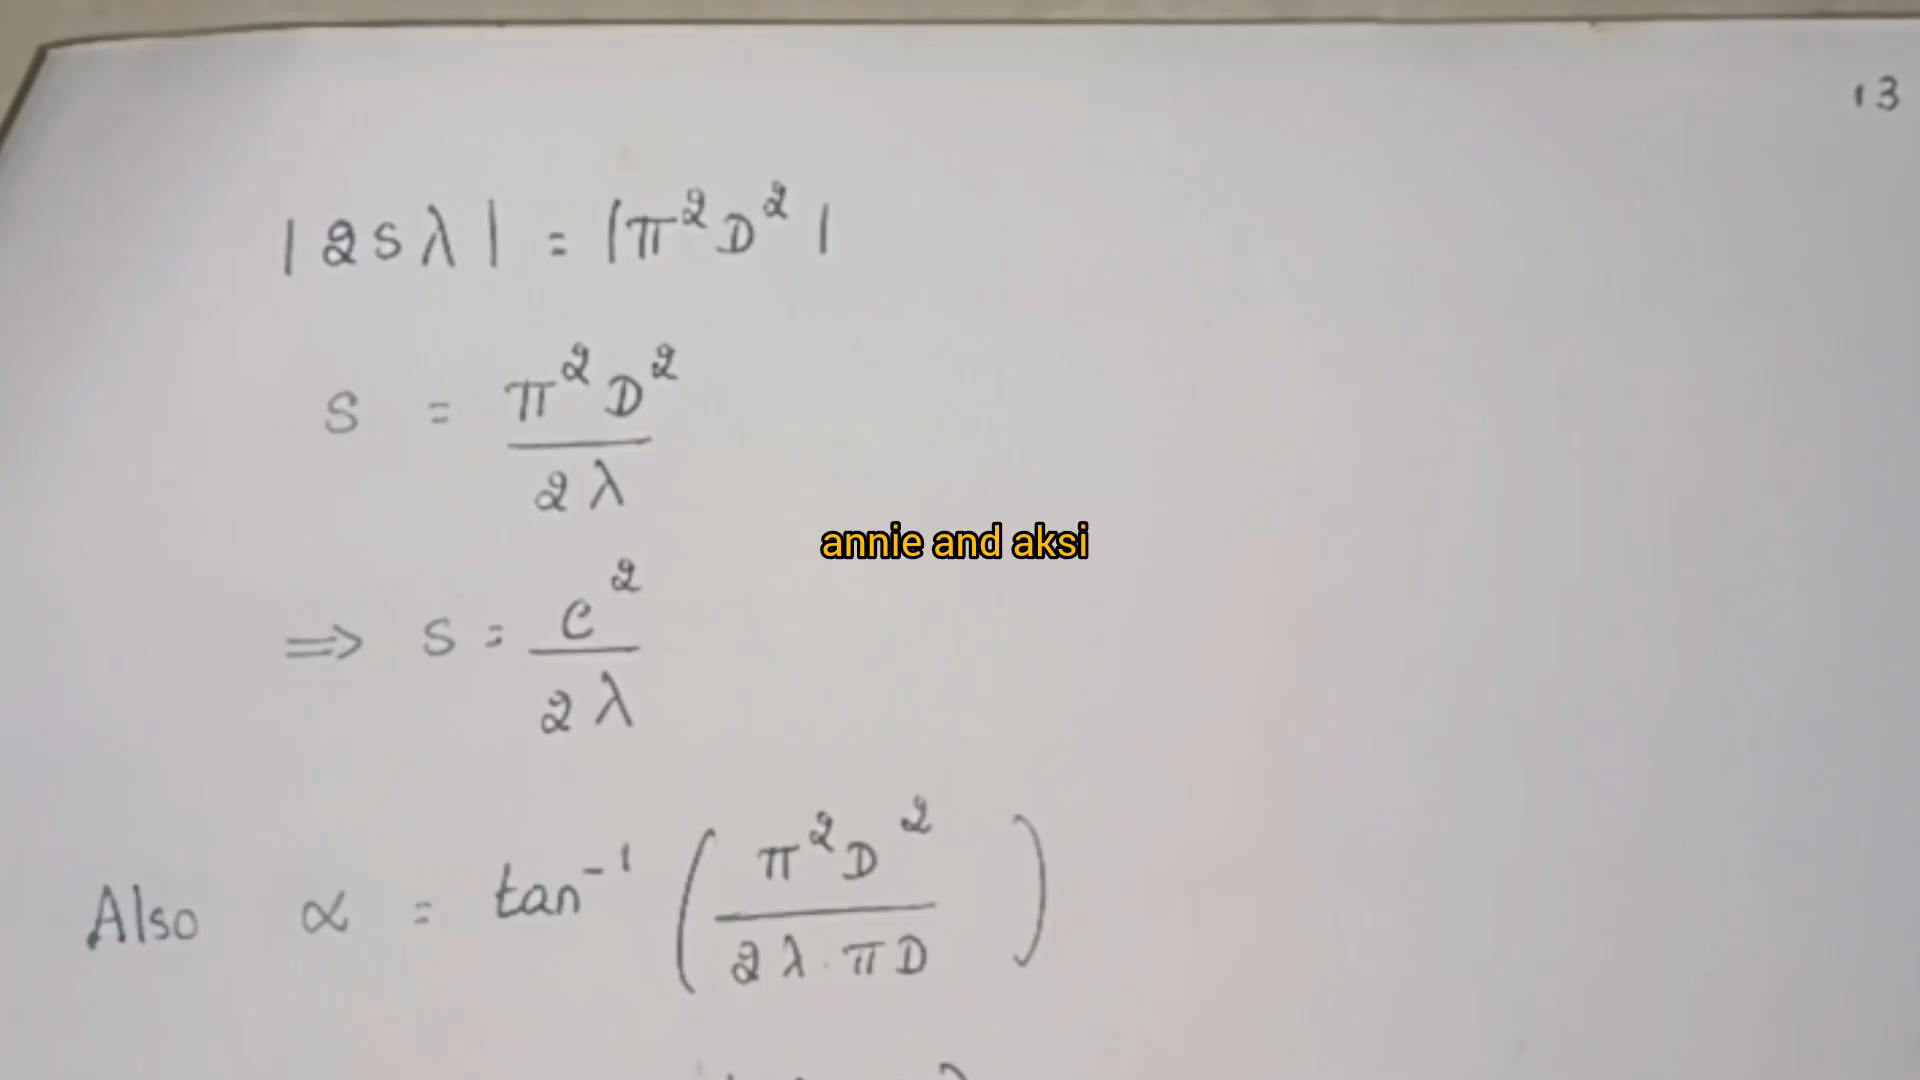 13
|2Sλ| = |π²D²|
S = π²D² / 2λ
annie and aksi
⇒ S = C² / 2λ
Also α = tan⁻¹ ( π²D² / 2λ.πD )